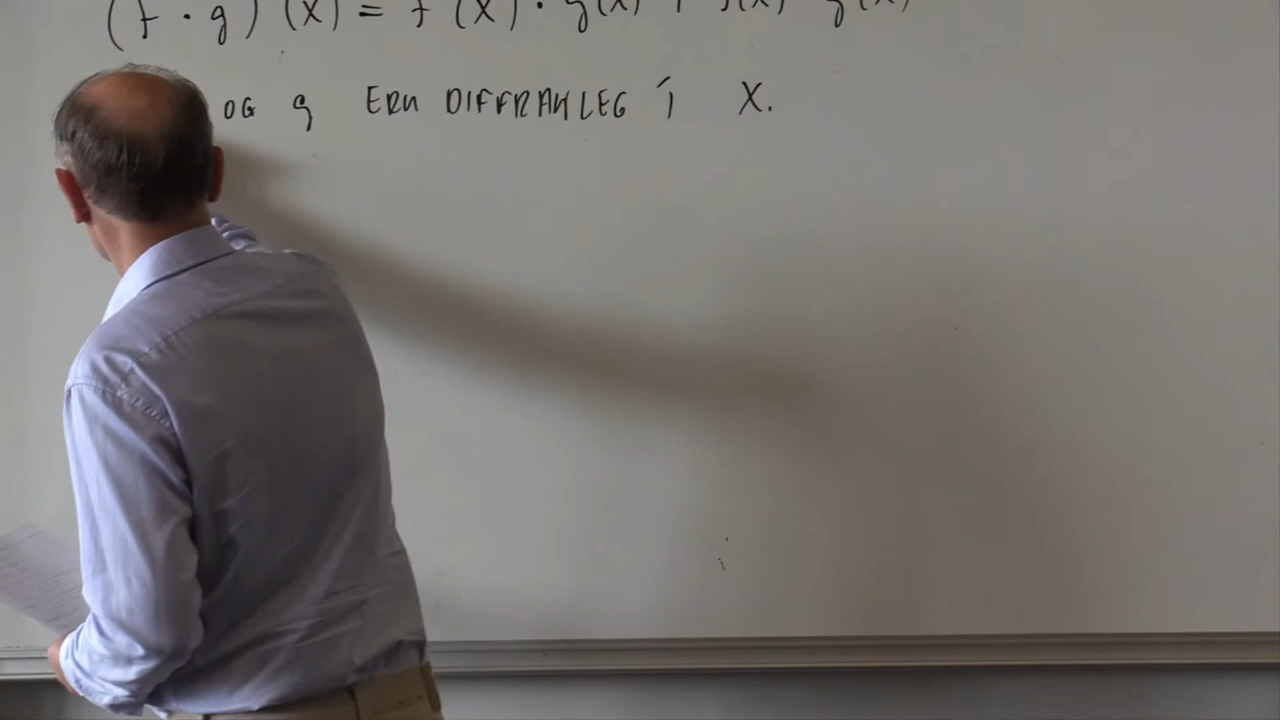 (f · g) (x) = f (x) · g(x) + f(x) g(x)
OG g ERU DIFFRANLEG Í X.